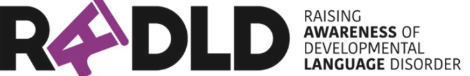 RADLD
RAISING
AWARENESS OF
DEVELOPMENTAL
LANGUAGE DISORDER